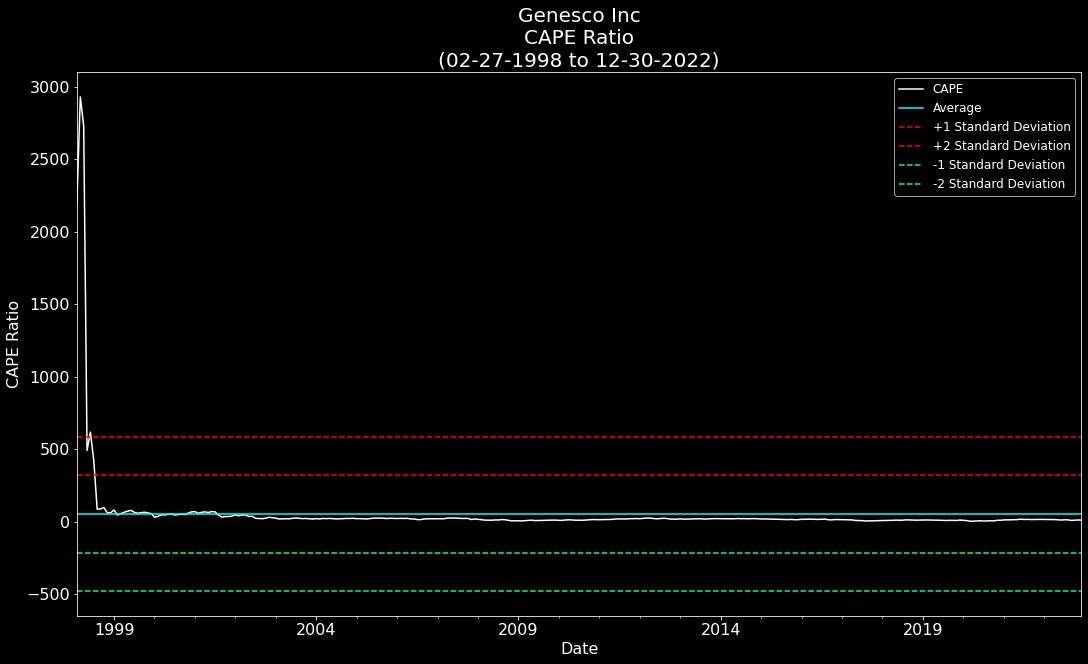 Genesco Inc
CAPE Ratio
(02-27-1998 to 12-30-2022)
CAPE
Average
+1 Standard Deviation
+2 Standard Deviation
-1 Standard Deviation
-2 Standard Deviation
3000
2500
2000
1500
1000
500
0
−500
CAPE Ratio
1999 2004 2009 2014 2019
Date